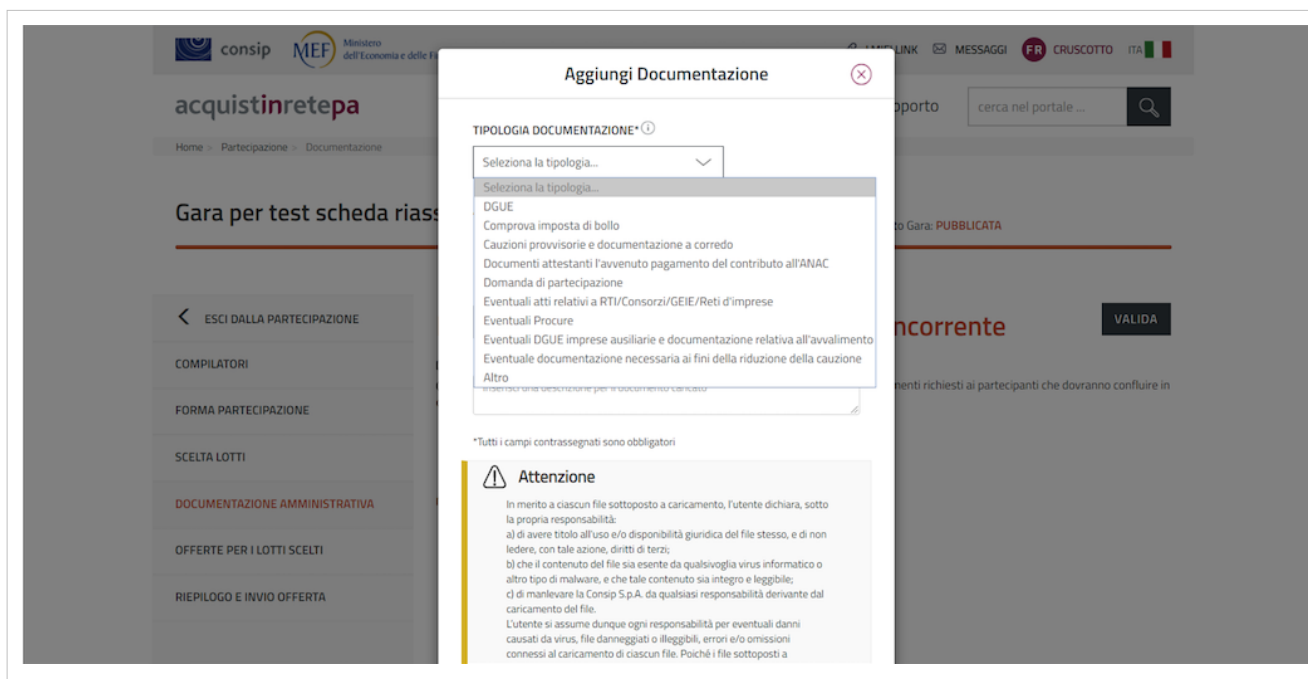 consip
MEF
Ministero
dell'Economia e delle
LINK
MESSAGGI
FR
CRUSCOTTO
ITA
acquistinretepa
cerca nel portale ...
Home > Partecipazione > Documentazione
Aggiungi Documentazione
TIPOLOGIA DOCUMENTAZIONE*
Seleziona la tipologia...
Seleziona la tipologia...
DGUE
Comprova imposta di bollo
Cauzioni provvisorie e documentazione a corredo
Documenti attestanti l'avvenuto pagamento del contributo all'ANAC
Domanda di partecipazione
Eventuali atti relativi a RTI/Consorzi/GEIE/Reti d'imprese
Eventuali Procure
Eventuali DGUE imprese ausiliarie e documentazione relativa all'avvalimento
Eventuale documentazione necessaria ai fini della riduzione della cauzione
Altro
Gara per test scheda rias
to Gara: PUBBLICATA
ESCI DALLA PARTECIPAZIONE
COMPILATORI
FORMA PARTECIPAZIONE
SCELTA LOTTI
DOCUMENTAZIONE AMMINISTRATIVA
OFFERTE PER I LOTTI SCELTI
RIEPILOGO E INVIO OFFERTA
ncorrente
VALIDA
menti richiesti ai partecipanti che dovranno confluire in
Inserisci una descrizione per il documento caricato
*Tutti i campi contrassegnati sono obbligatori
Attenzione
In merito a ciascun file sottoposto a caricamento, l'utente dichiara, sotto
la propria responsabilità:
a) di avere titolo all'uso e/o disponibilità giuridica del file stesso, e di non
ledere, con tale azione, diritti di terzi;
b) che il contenuto del file sia esente da qualsivoglia virus informatico o
altro tipo di malware, e che tale contenuto sia integro e leggibile;
c) di manlevare la Consip S.p.A. da qualsiasi responsabilità derivante dal
caricamento del file.
L'utente si assume dunque ogni responsabilità per eventuali danni
causati da virus, file danneggiati o illeggibili, errori e/o omissioni
connessi al caricamento di ciascun file. Poiché i file sottoposti a